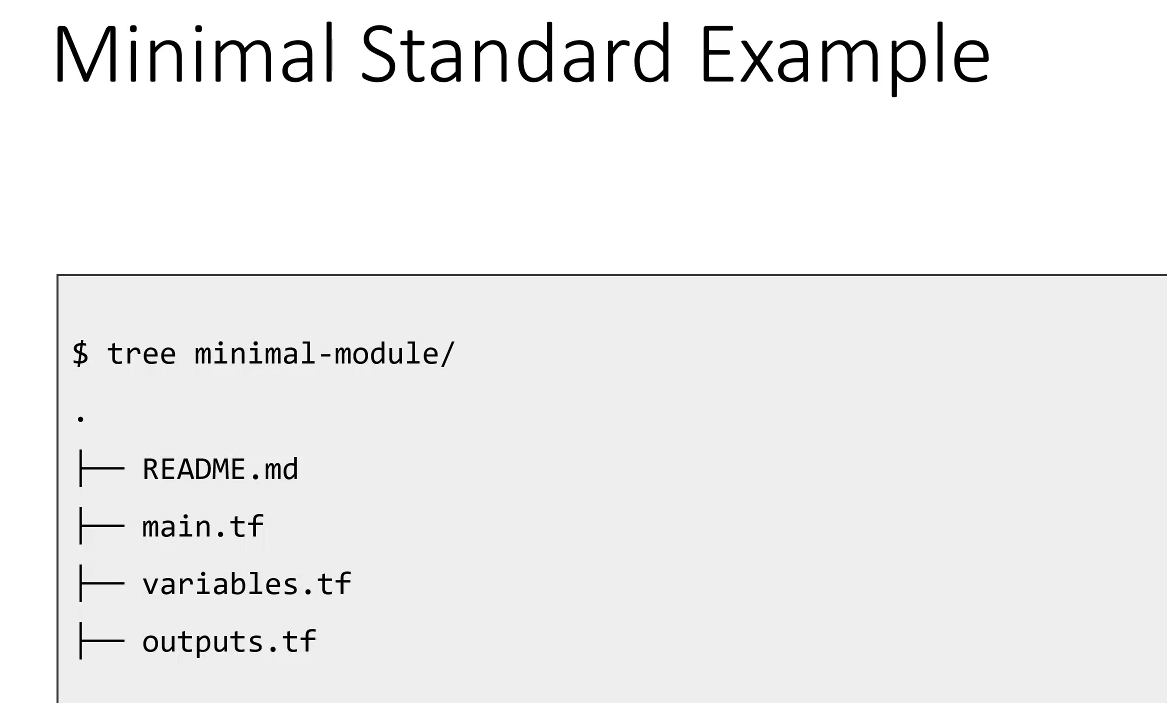 Minimal Standard Example
$ tree minimal-module/
.
├── README.md
├── main.tf
├── variables.tf
├── outputs.tf